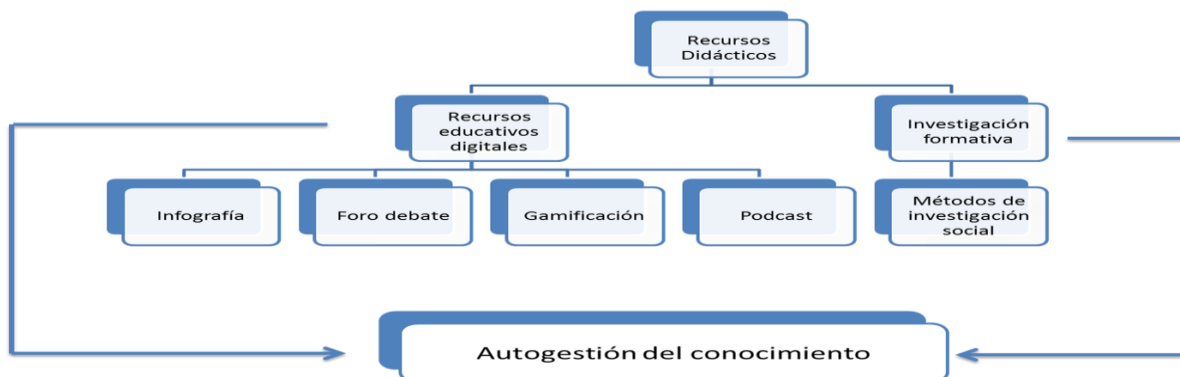 Recursos
Didácticos
Recursos
educativos
digitales
Investigación
formativa
Infografía
Foro debate
Gamificación
Podcast
Métodos de
investigación
social
Autogestión del conocimiento